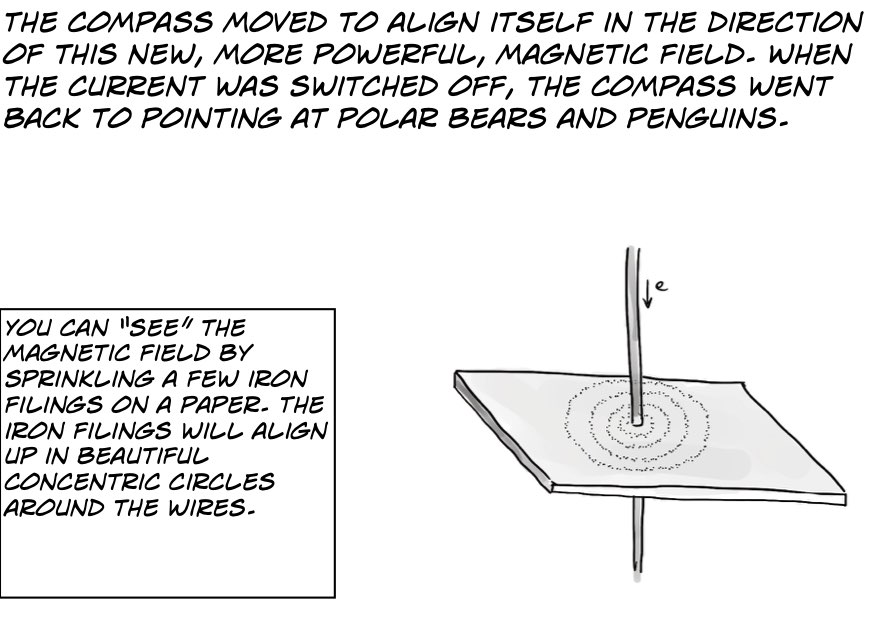 THE COMPASS MOVED TO ALIGN ITSELF IN THE DIRECTION
OF THIS NEW, MORE POWERFUL, MAGNETIC FIELD. WHEN
THE CURRENT WAS SWITCHED OFF, THE COMPASS WENT
BACK TO POINTING AT POLAR BEARS AND PENGUINS.
e
YOU CAN "SEE" THE
MAGNETIC FIELD BY
SPRINKLING A FEW IRON
FILINGS ON A PAPER. THE
IRON FILINGS WILL ALIGN
UP IN BEAUTIFUL
CONCENTRIC CIRCLES
AROUND THE WIRES.